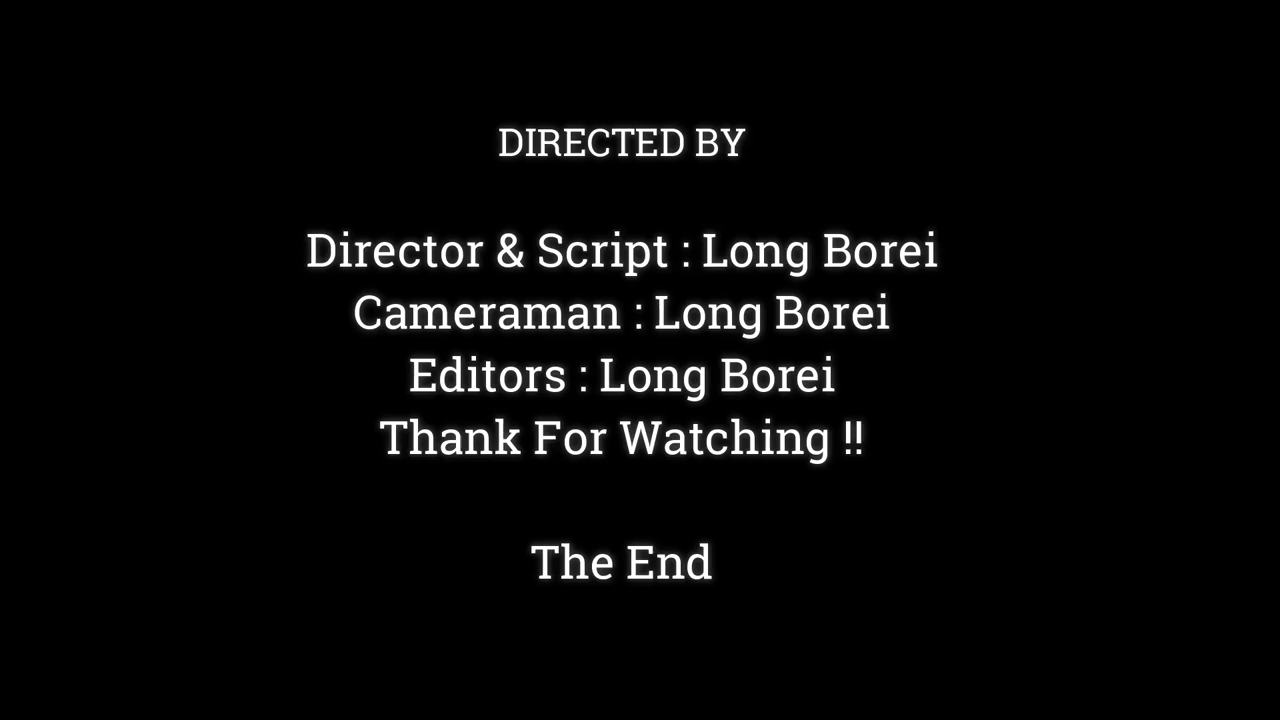 DIRECTED BY
Director & Script : Long Borei
Cameraman : Long Borei
Editors : Long Borei
Thank For Watching !!
The End